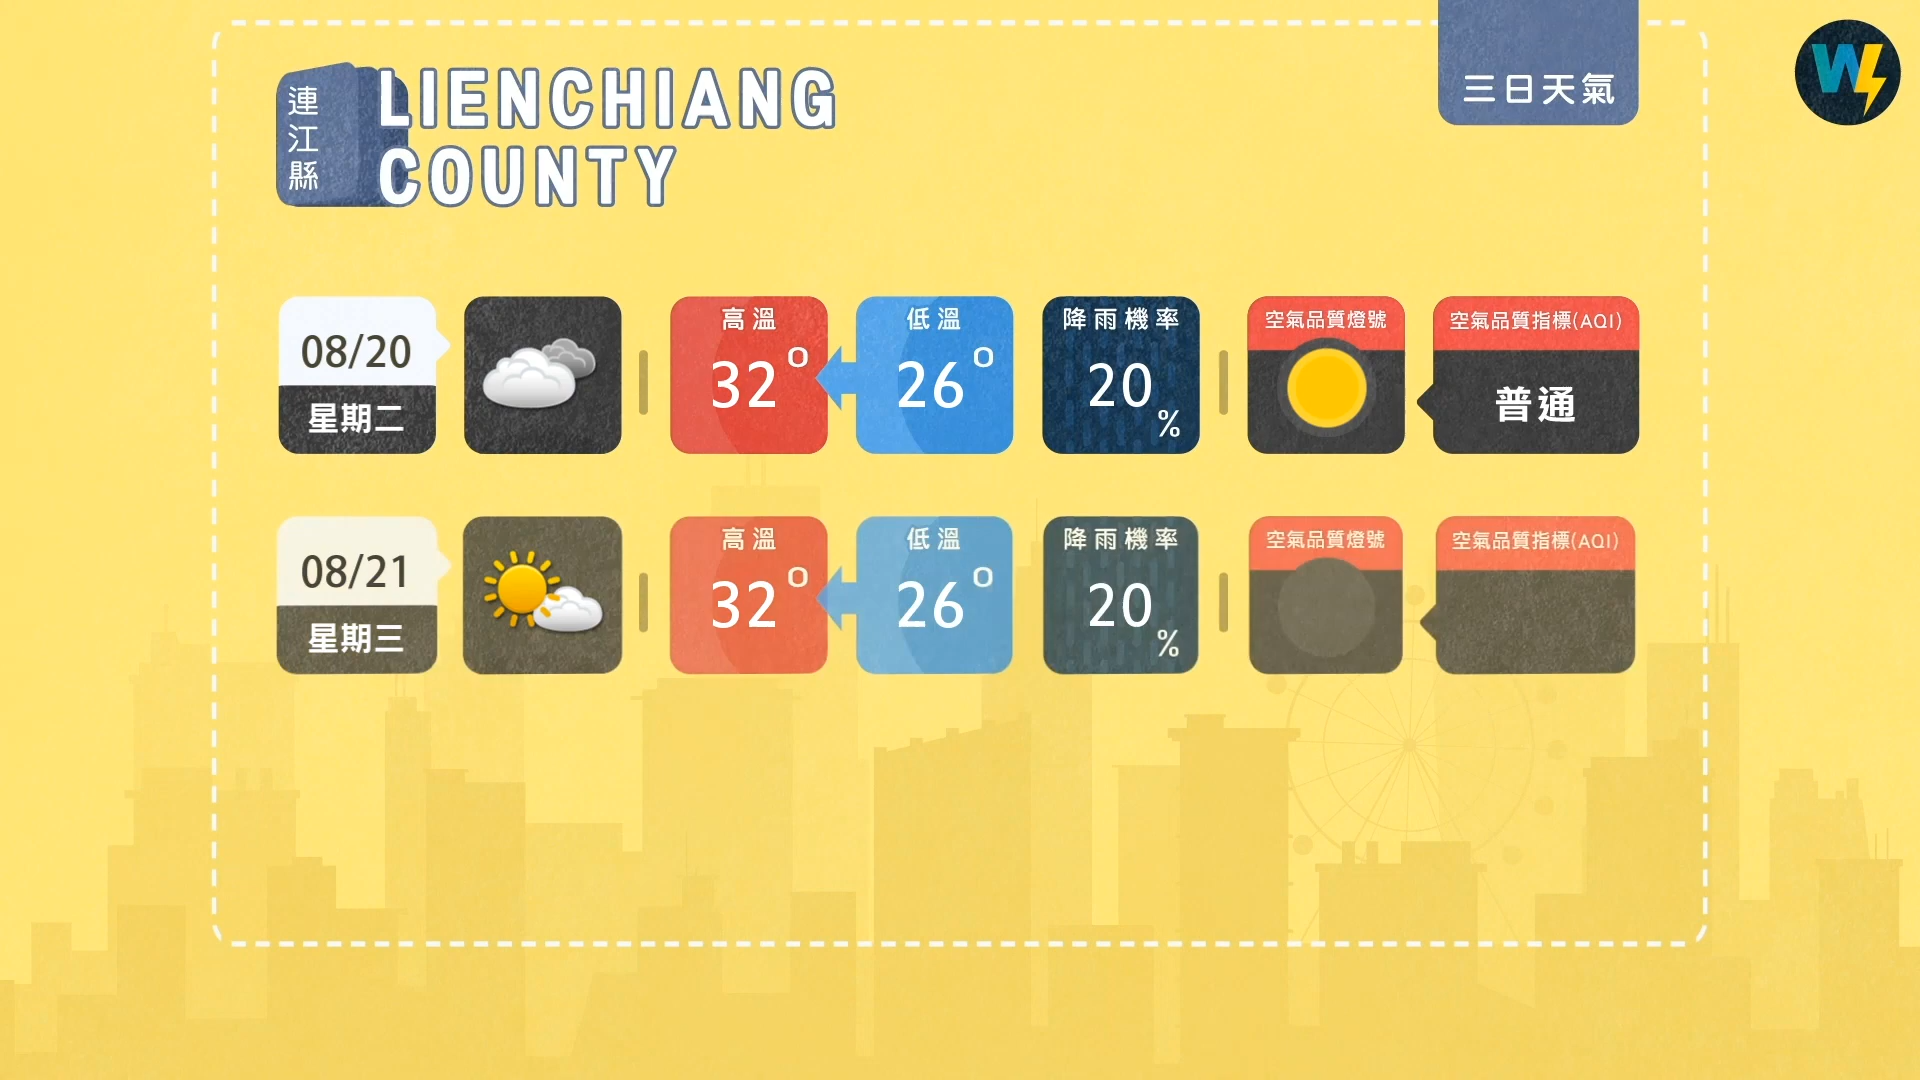 連江縣
LIENCHIANG
COUNTY
三日天氣
W
08/20
星期二
高溫
32°
低溫
26°
降雨機率
20%
空氣品質燈號
空氣品質指標(AQI)
普通
08/21
星期三
高溫
32°
低溫
26°
降雨機率
20%
空氣品質燈號
空氣品質指標(AQI)